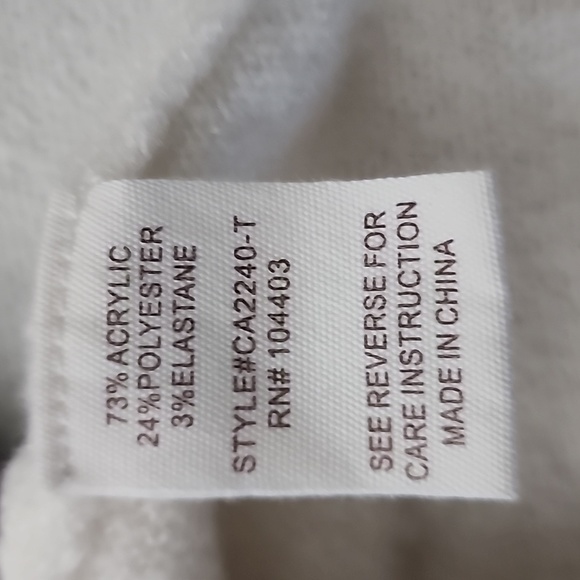 73% ACRYLIC
24%POLYESTER
3%ELASTANE
STYLE#CA2240-T
RN# 104403
SEE REVERSE FOR
CARE INSTRUCTION
MADE IN CHINA